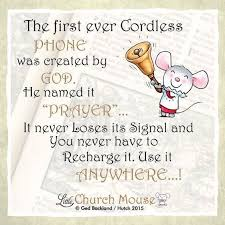 The first ever Cordless
PHONE
was created by
GOD.
He named it
"PRAYER"...
It never Loses its Signal and
You never have to
Recharge it. Use it
ANYWHERE...!
Little Church Mouse
© Ged Backland / Hutch 2015